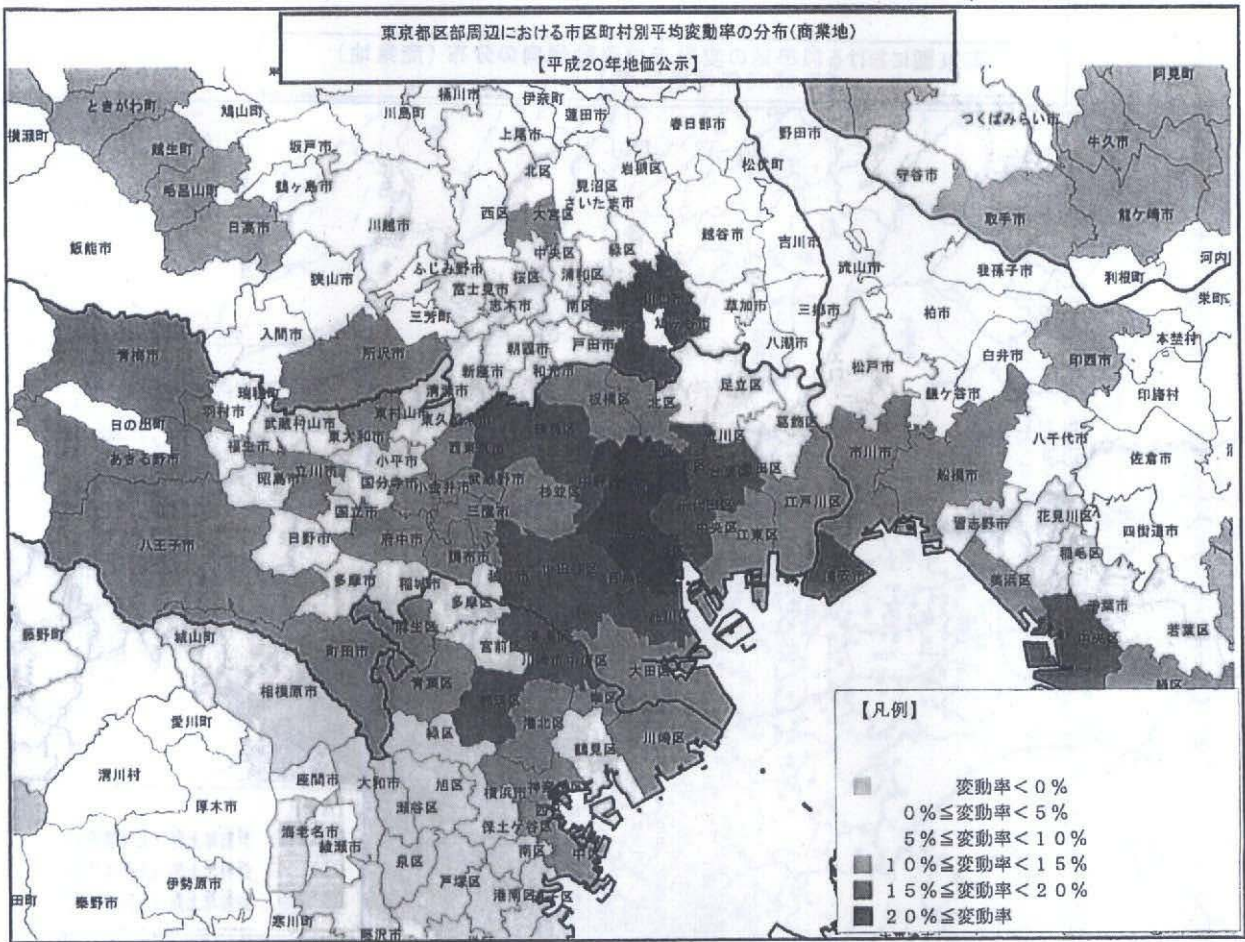 東京都区部周辺における市区町村別平均変動率の分布(商業地)
【平成20年地価公示】
ときがわ町
鳩山町
川島町
桶川市
伊奈町
蓮田市
春日部市
野田市
つくばみらい市
阿見町
横瀬町
越生町
坂戸市
上尾市
岩槻区
松伏町
守谷市
牛久市
毛呂山町
鶴ヶ島市
北区
見沼区
さいたま市
取手市
龍ケ崎市
日高市
川越市
西区
大宮区
越谷市
吉川市
飯能市
中央区
緑区
流山市
我孫子市
利根町
河内
狭山市
ふじみ野市
桜区
浦和区
富士見市
栄町
志木市
南区
草加市
三郷市
柏市
入間市
三芳町
八潮市
所沢市
朝霞市
戸田市
白井市
印西市
本埜村
青梅市
新座市
和光市
足立区
松戸市
鎌ケ谷市
印旛村
瑞穂町
清瀬市
板橋区
北区
羽村市
武蔵村山市
東村山市
東久留米市
葛飾区
日の出町
東大和市
八千代市
福生市
小平市
西東京市
市川市
船橋市
佐倉市
あきる野市
昭島市
立川市
国分寺市
小金井市
武蔵野市
杉並区
江戸川区
国立市
三鷹市
中央区
江東区
習志野市
花見川区
四街道市
八王子市
日野市
府中市
調布市
稲毛区
多摩市
稲城市
浦安市
美浜区
多摩区
千葉市
藤野町
城山町
麻生区
宮前区
中央区
若葉区
町田市
大田区
緑区
相模原市
青葉区
愛川町
緑区
港北区
鶴見区
川崎区
清川村
座間市
大和市
旭区
横浜市
神奈川区
厚木市
瀬谷区
西区
海老名市
保土ケ谷区
綾瀬市
泉区
南区
中区
伊勢原市
戸塚区
秦野市
港南区
寒川町
藤沢市
【凡例】
変動率<0%
0%≦変動率<5%
5%≦変動率<10%
10%≦変動率<15%
15%≦変動率<20%
20%≦変動率